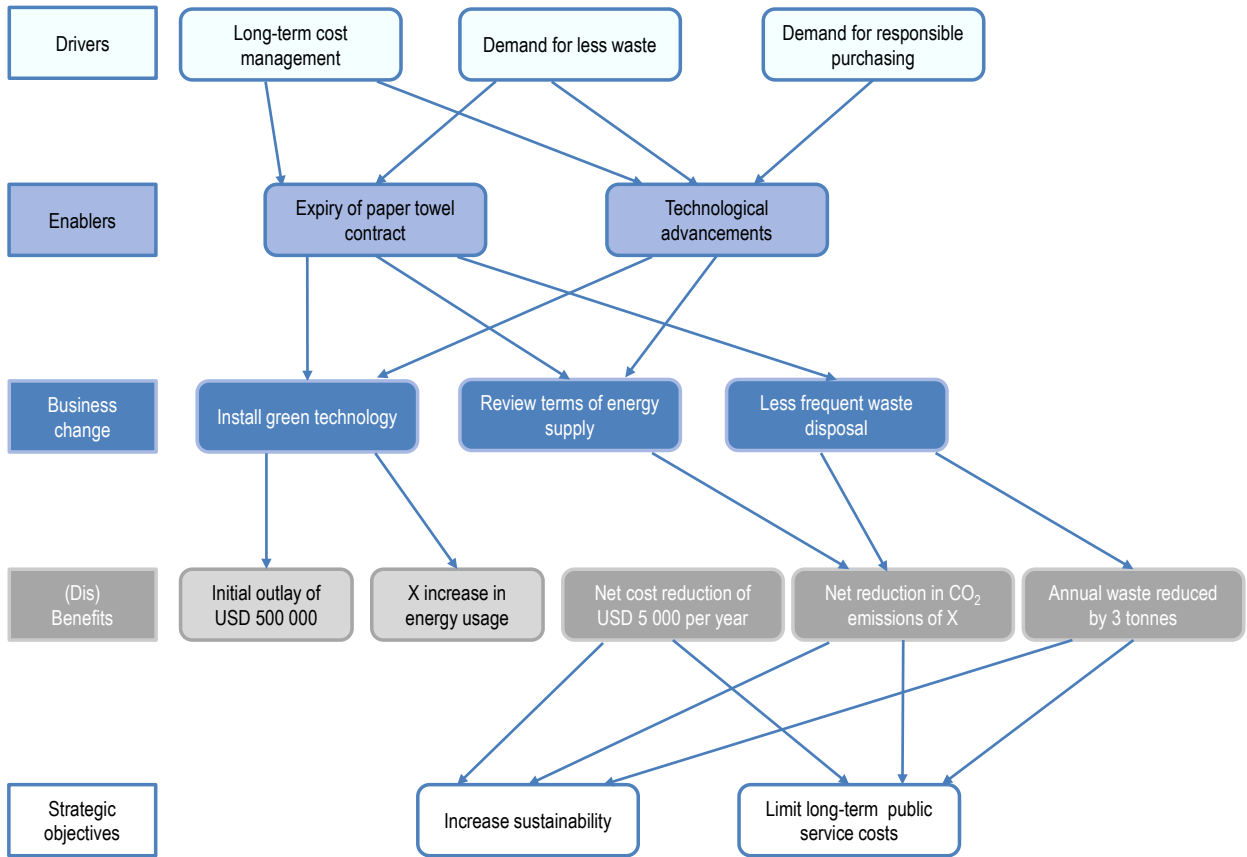 Drivers
Long-term cost
management
Demand for less waste
Demand for responsible
purchasing
Enablers
Expiry of paper towel
contract
Technological
advancements
Business
change
Install green technology
Review terms of energy
supply
Less frequent waste
disposal
(Dis)
Benefits
Initial outlay of
USD 500 000
X increase in
energy usage
Net cost reduction of
USD 5 000 per year
Net reduction in CO₂
emissions of X
Annual waste reduced
by 3 tonnes
Strategic
objectives
Increase sustainability
Limit long-term public
service costs